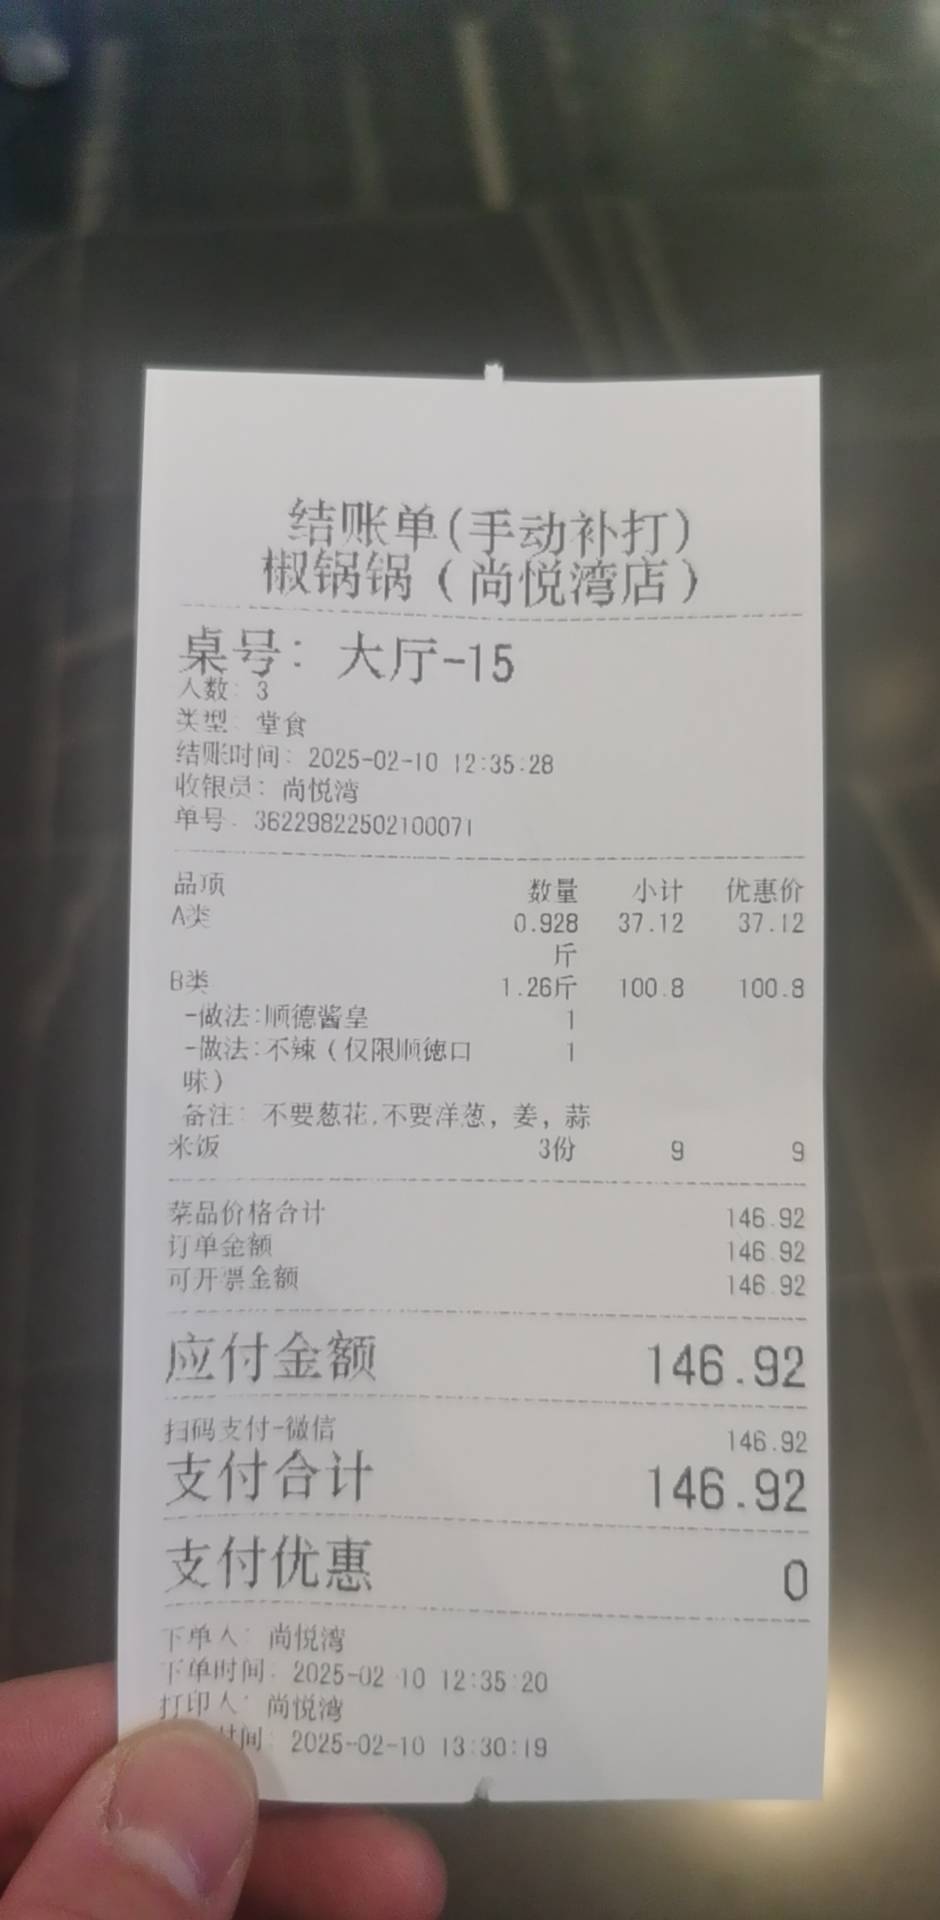 结账单(手动补打)
椒锅锅(尚悦湾店)
桌号: 大厅-15
人数: 3
类型: 堂食
结账时间: 2025-02-10 12:35:28
收银员: 尚悦湾
单号: 36229822502100071
品项 数量 小计 优惠价
A类 0.928 37.12 37.12
斤
B类 1.26斤 100.8 100.8
-做法:顺德酱皇 1
-做法:不辣(仅限顺德口 1
味)
备注: 不要葱花,不要洋葱, 姜, 蒜
米饭 3份 9 9
菜品价格合计 146.92
订单金额 146.92
可开票金额 146.92
应付金额 146.92
扫码支付-微信 146.92
支付合计 146.92
支付优惠 0
下单人: 尚悦湾
下单时间: 2025-02-10 12:35:20
打印人: 尚悦湾
时间: 2025-02-10 13:30:19